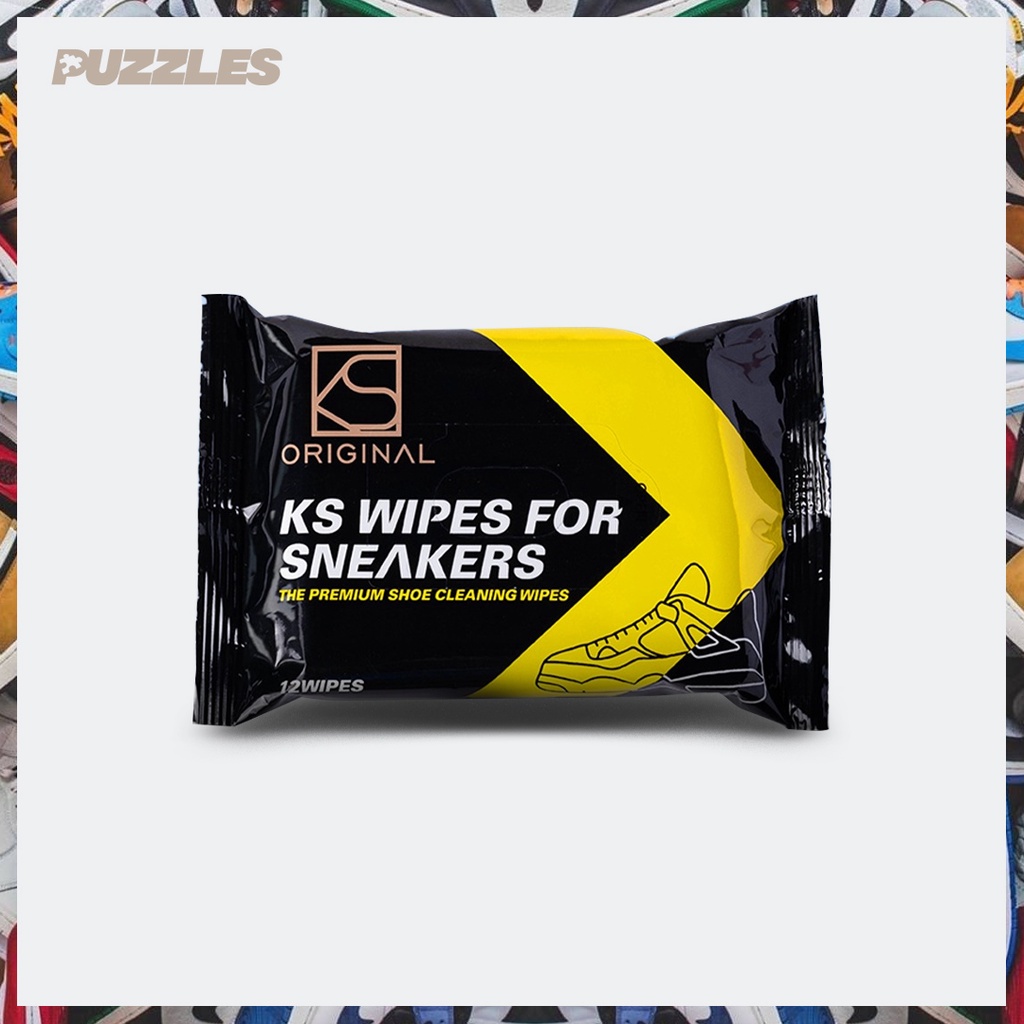 PUZZLES
KS
ORIGINAL
KS WIPES FOR
SNEAKERS
THE PREMIUM SHOE CLEANING WIPES
12WIPES